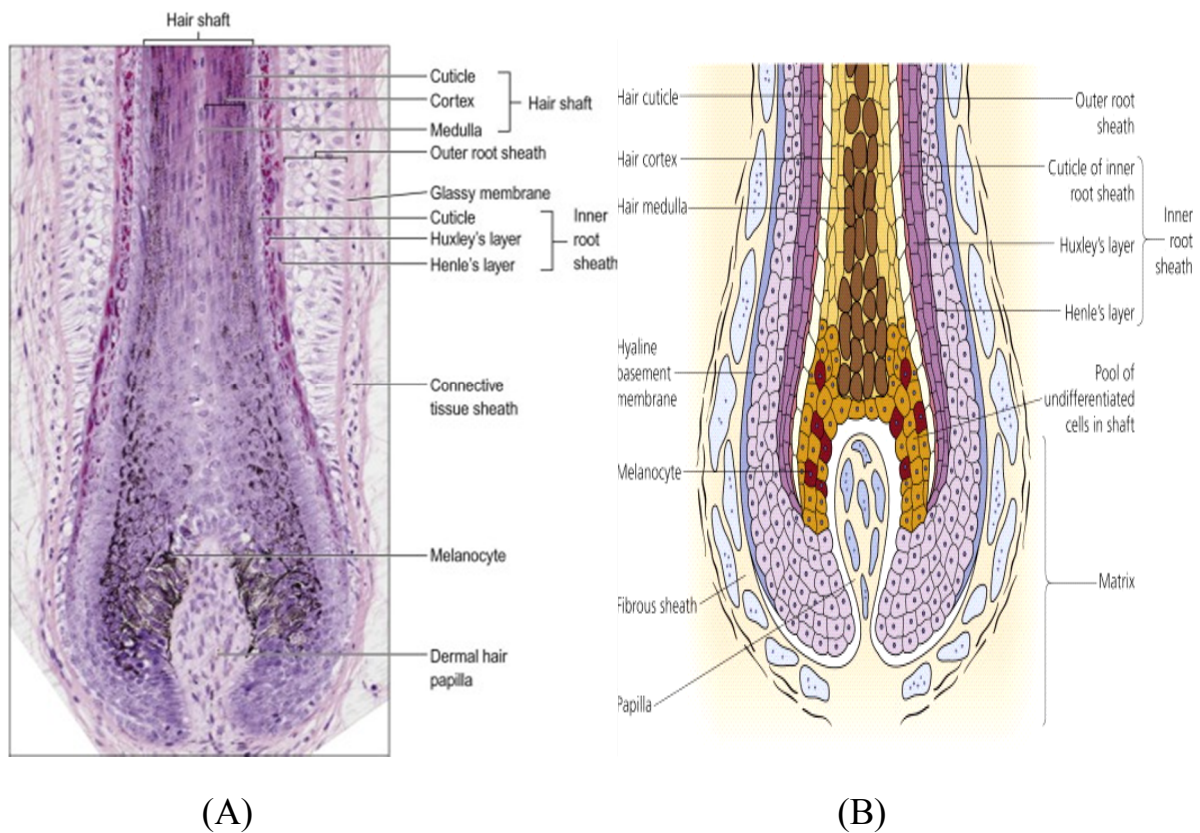 Hair shaft
Cuticle
Cortex
Hair shaft
Medulla
Outer root sheath
Glassy membrane
Cuticle
Inner
Huxley's layer
root
Henle's layer
sheath
Connective
tissue sheath
Melanocyte
Dermal hair
papilla
(A)
Hair cuticle
Hair cortex
Hair medulla
Hyaline
basement
membrane
Melanocyte
Fibrous sheath
Papilla
Outer root
sheath
Cuticle of inner
root sheath
Huxley's layer
Inner
root
sheath
Henle's layer
Pool of
undifferentiated
cells in shaft
Matrix
(B)